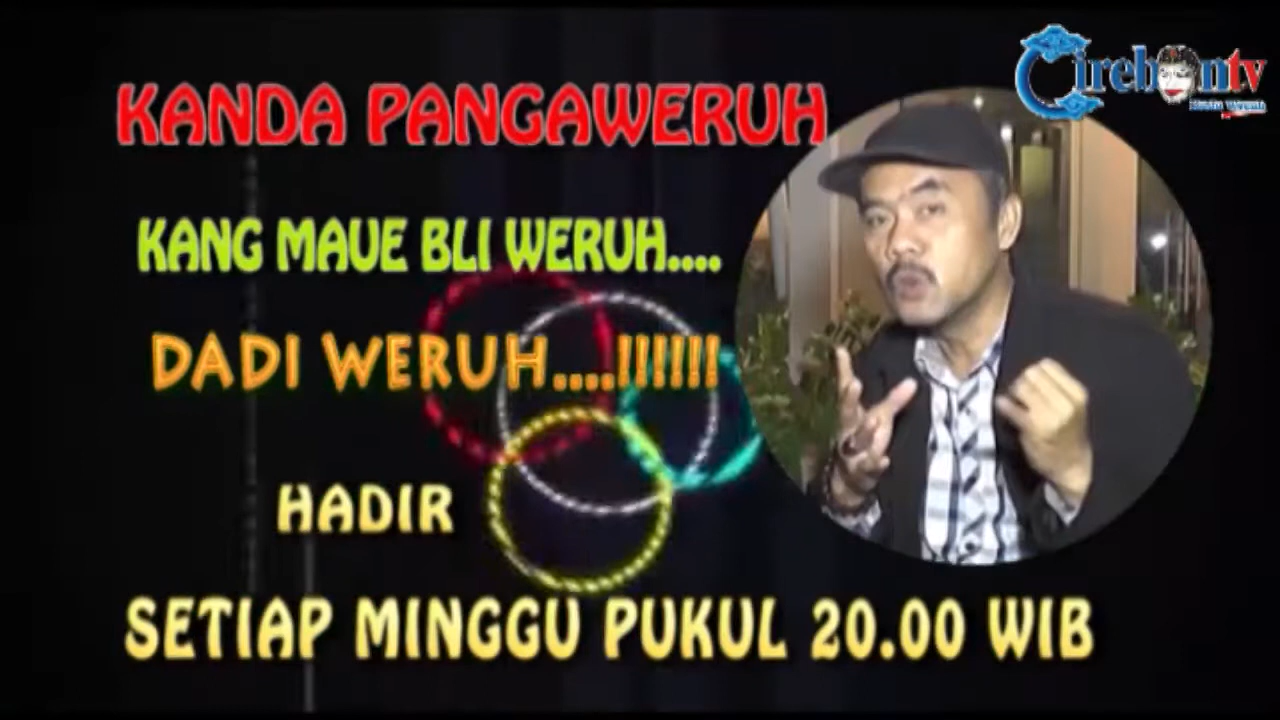 Cirebontv
KANDA PANGAWERUH
KANG MAUE BLI WERUH....
DADI WERUH....!!!!!!
HADIR
SETIAP MINGGU PUKUL 20.00 WIB